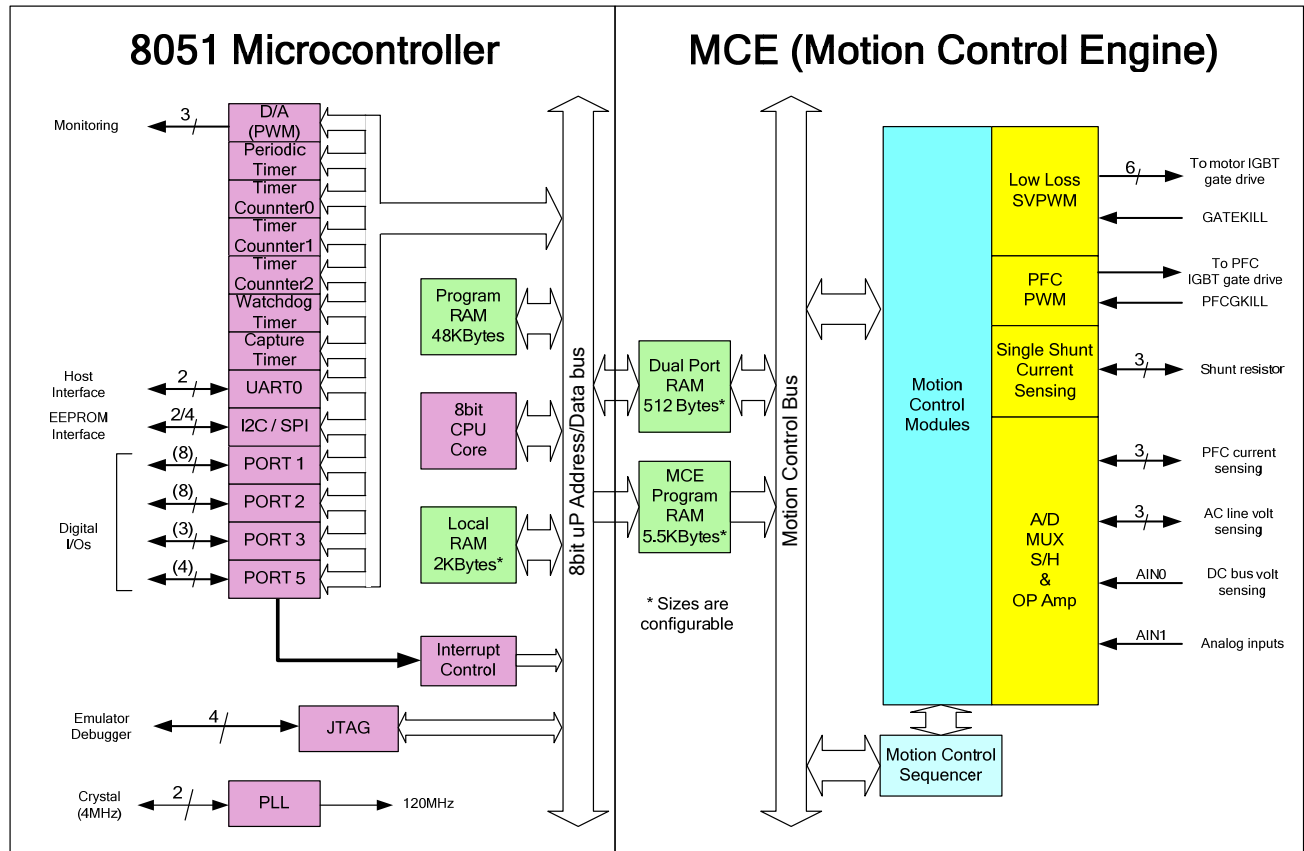 8051 Microcontroller
MCE (Motion Control Engine)
Monitoring
3
D/A
(PWM)
Periodic
Timer
Timer
Counnter0
Timer
Counnter1
Timer
Counnter2
Watchdog
Timer
Capture
Timer
Host
Interface
2
UART0
EEPROM
Interface
2/4
I2C / SPI
Digital
I/Os
(8)
PORT 1
(8)
PORT 2
(3)
PORT 3
(4)
PORT 5
Interrupt
Control
Emulator
Debugger
4
JTAG
Crystal
(4MHz)
2
PLL
120MHz
Program
RAM
48KBytes
8bit
CPU
Core
Local
RAM
2KBytes*
8bit uP Address/Data bus
Dual Port
RAM
512 Bytes*
MCE
Program
RAM
5.5KBytes*
* Sizes are
configurable
Motion Control Bus
Motion
Control
Modules
Motion Control
Sequencer
Low Loss
SVPWM
6
To motor IGBT
gate drive
GATEKILL
PFC
PWM
To PFC
IGBT gate drive
PFCGKILL
Single Shunt
Current
Sensing
3
Shunt resistor
A/D
MUX
S/H
&
OP Amp
3
PFC current
sensing
3
AC line volt
sensing
AIN0
DC bus volt
sensing
AIN1
Analog inputs